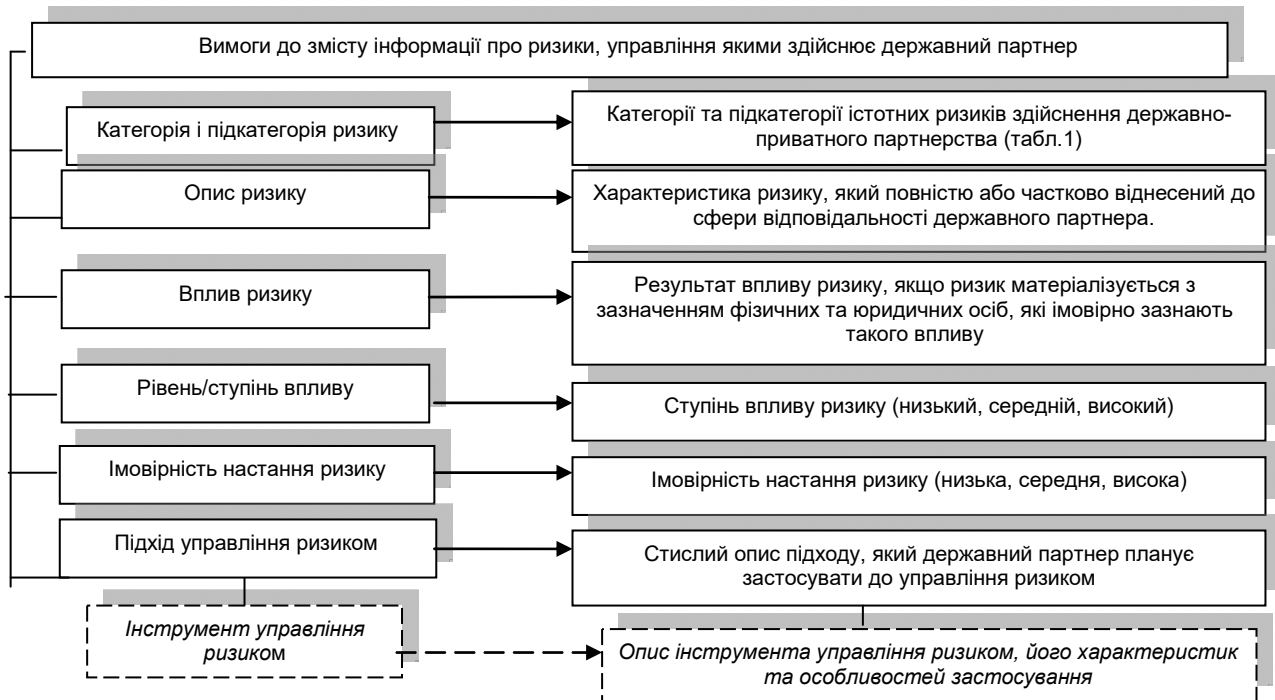 Вимоги до змісту інформації про ризики, управління якими здійснює державний партнер
Категорія і підкатегорія ризику
Категорії та підкатегорії істотних ризиків здійснення державно-
приватного партнерства (табл.1)
Опис ризику
Характеристика ризику, який повністю або частково віднесений до
сфери відповідальності державного партнера.
Вплив ризику
Результат впливу ризику, якщо ризик матеріалізується з
зазначенням фізичних та юридичних осіб, які імовірно зазнають
такого впливу
Рівень/ступінь впливу
Ступінь впливу ризику (низький, середній, високий)
Імовірність настання ризику
Імовірність настання ризику (низька, середня, висока)
Підхід управління ризиком
Стислий опис підходу, який державний партнер планує
застосувати до управління ризиком
Інструмент управління
ризиком
Опис інструмента управління ризиком, його характеристик
та особливостей застосування